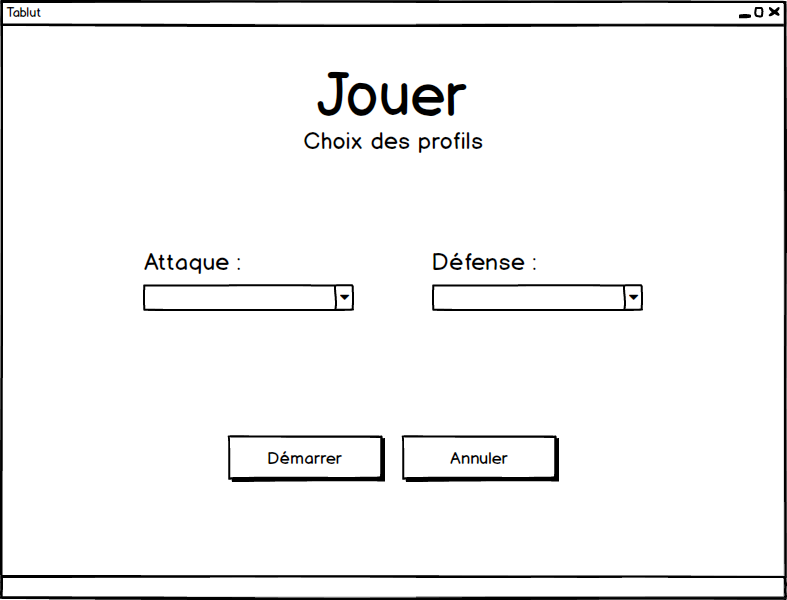 Tablut
Jouer
Choix des profils
Attaque :
Défense :
Démarrer
Annuler